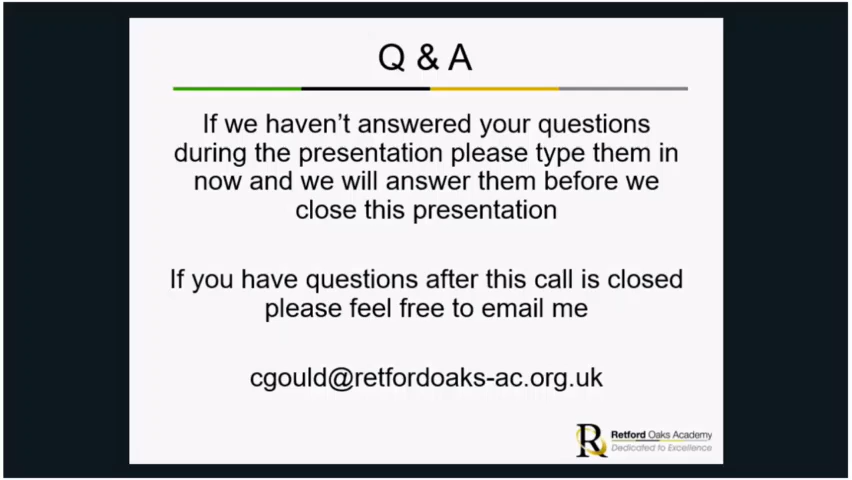 Q & A
If we haven't answered your questions
during the presentation please type them in
now and we will answer them before we
close this presentation
If you have questions after this call is closed
please feel free to email me
cgould@retfordoaks-ac.org.uk
Retford Oaks Academy
Dedicated to Excellence